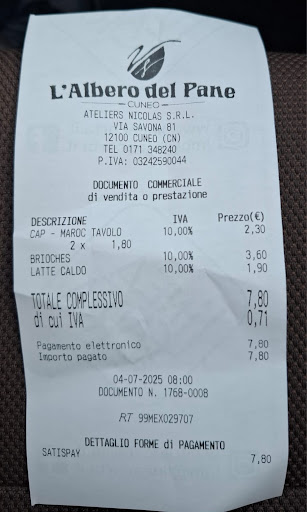 L'Albero del Pane
CUNEO
ATELIERS NICOLAS S.R.L.
VIA SAVONA 81
12100 CUNEO (CN)
TEL 0171 348240
P.IVA: 03242590044
DOCUMENTO COMMERCIALE
di vendita o prestazione
DESCRIZIONE IVA Prezzo(€)
CAP - MAROC TAVOLO 10,00% 2,30
2 x 1,80
BRIOCHES 10,00% 3,60
LATTE CALDO 10,00% 1,90
TOTALE COMPLESSIVO 7,80
di cui IVA 0,71
Pagamento elettronico 7,80
Importo pagato 7,80
04-07-2025 08:00
DOCUMENTO N. 1768-0008
RT 99MEX029707
DETTAGLIO FORME di PAGAMENTO
SATISPAY 7,80